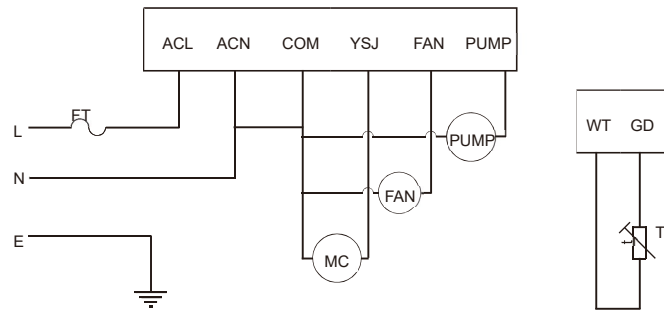 ACL ACN COM YSJ FAN PUMP
WT GD
L FT
PUMP
N
FAN
E
T
t
MC